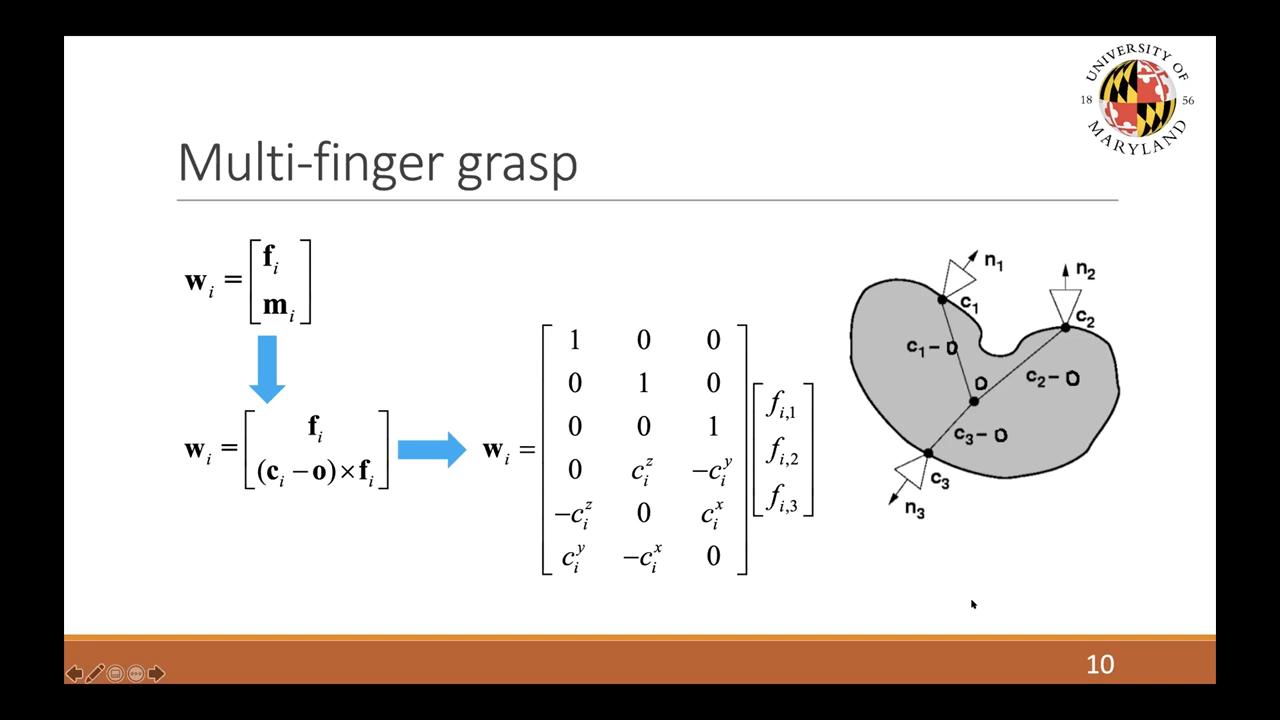 UNIVERSITY OF
18 56
MARYLAND
Multi-finger grasp
w_i = [ f_i ; m_i ]
w_i = [ f_i ; (c_i − o) × f_i ]
w_i = [ 1 0 0 ; 0 1 0 ; 0 0 1 ; 0 c_i^z −c_i^y ; −c_i^z 0 c_i^x ; c_i^y −c_i^x 0 ] [ f_{i,1} ; f_{i,2} ; f_{i,3} ]
n_1
n_2
c_1
c_2
c_1 − O
O
c_2 − O
c_3 − O
c_3
n_3
10